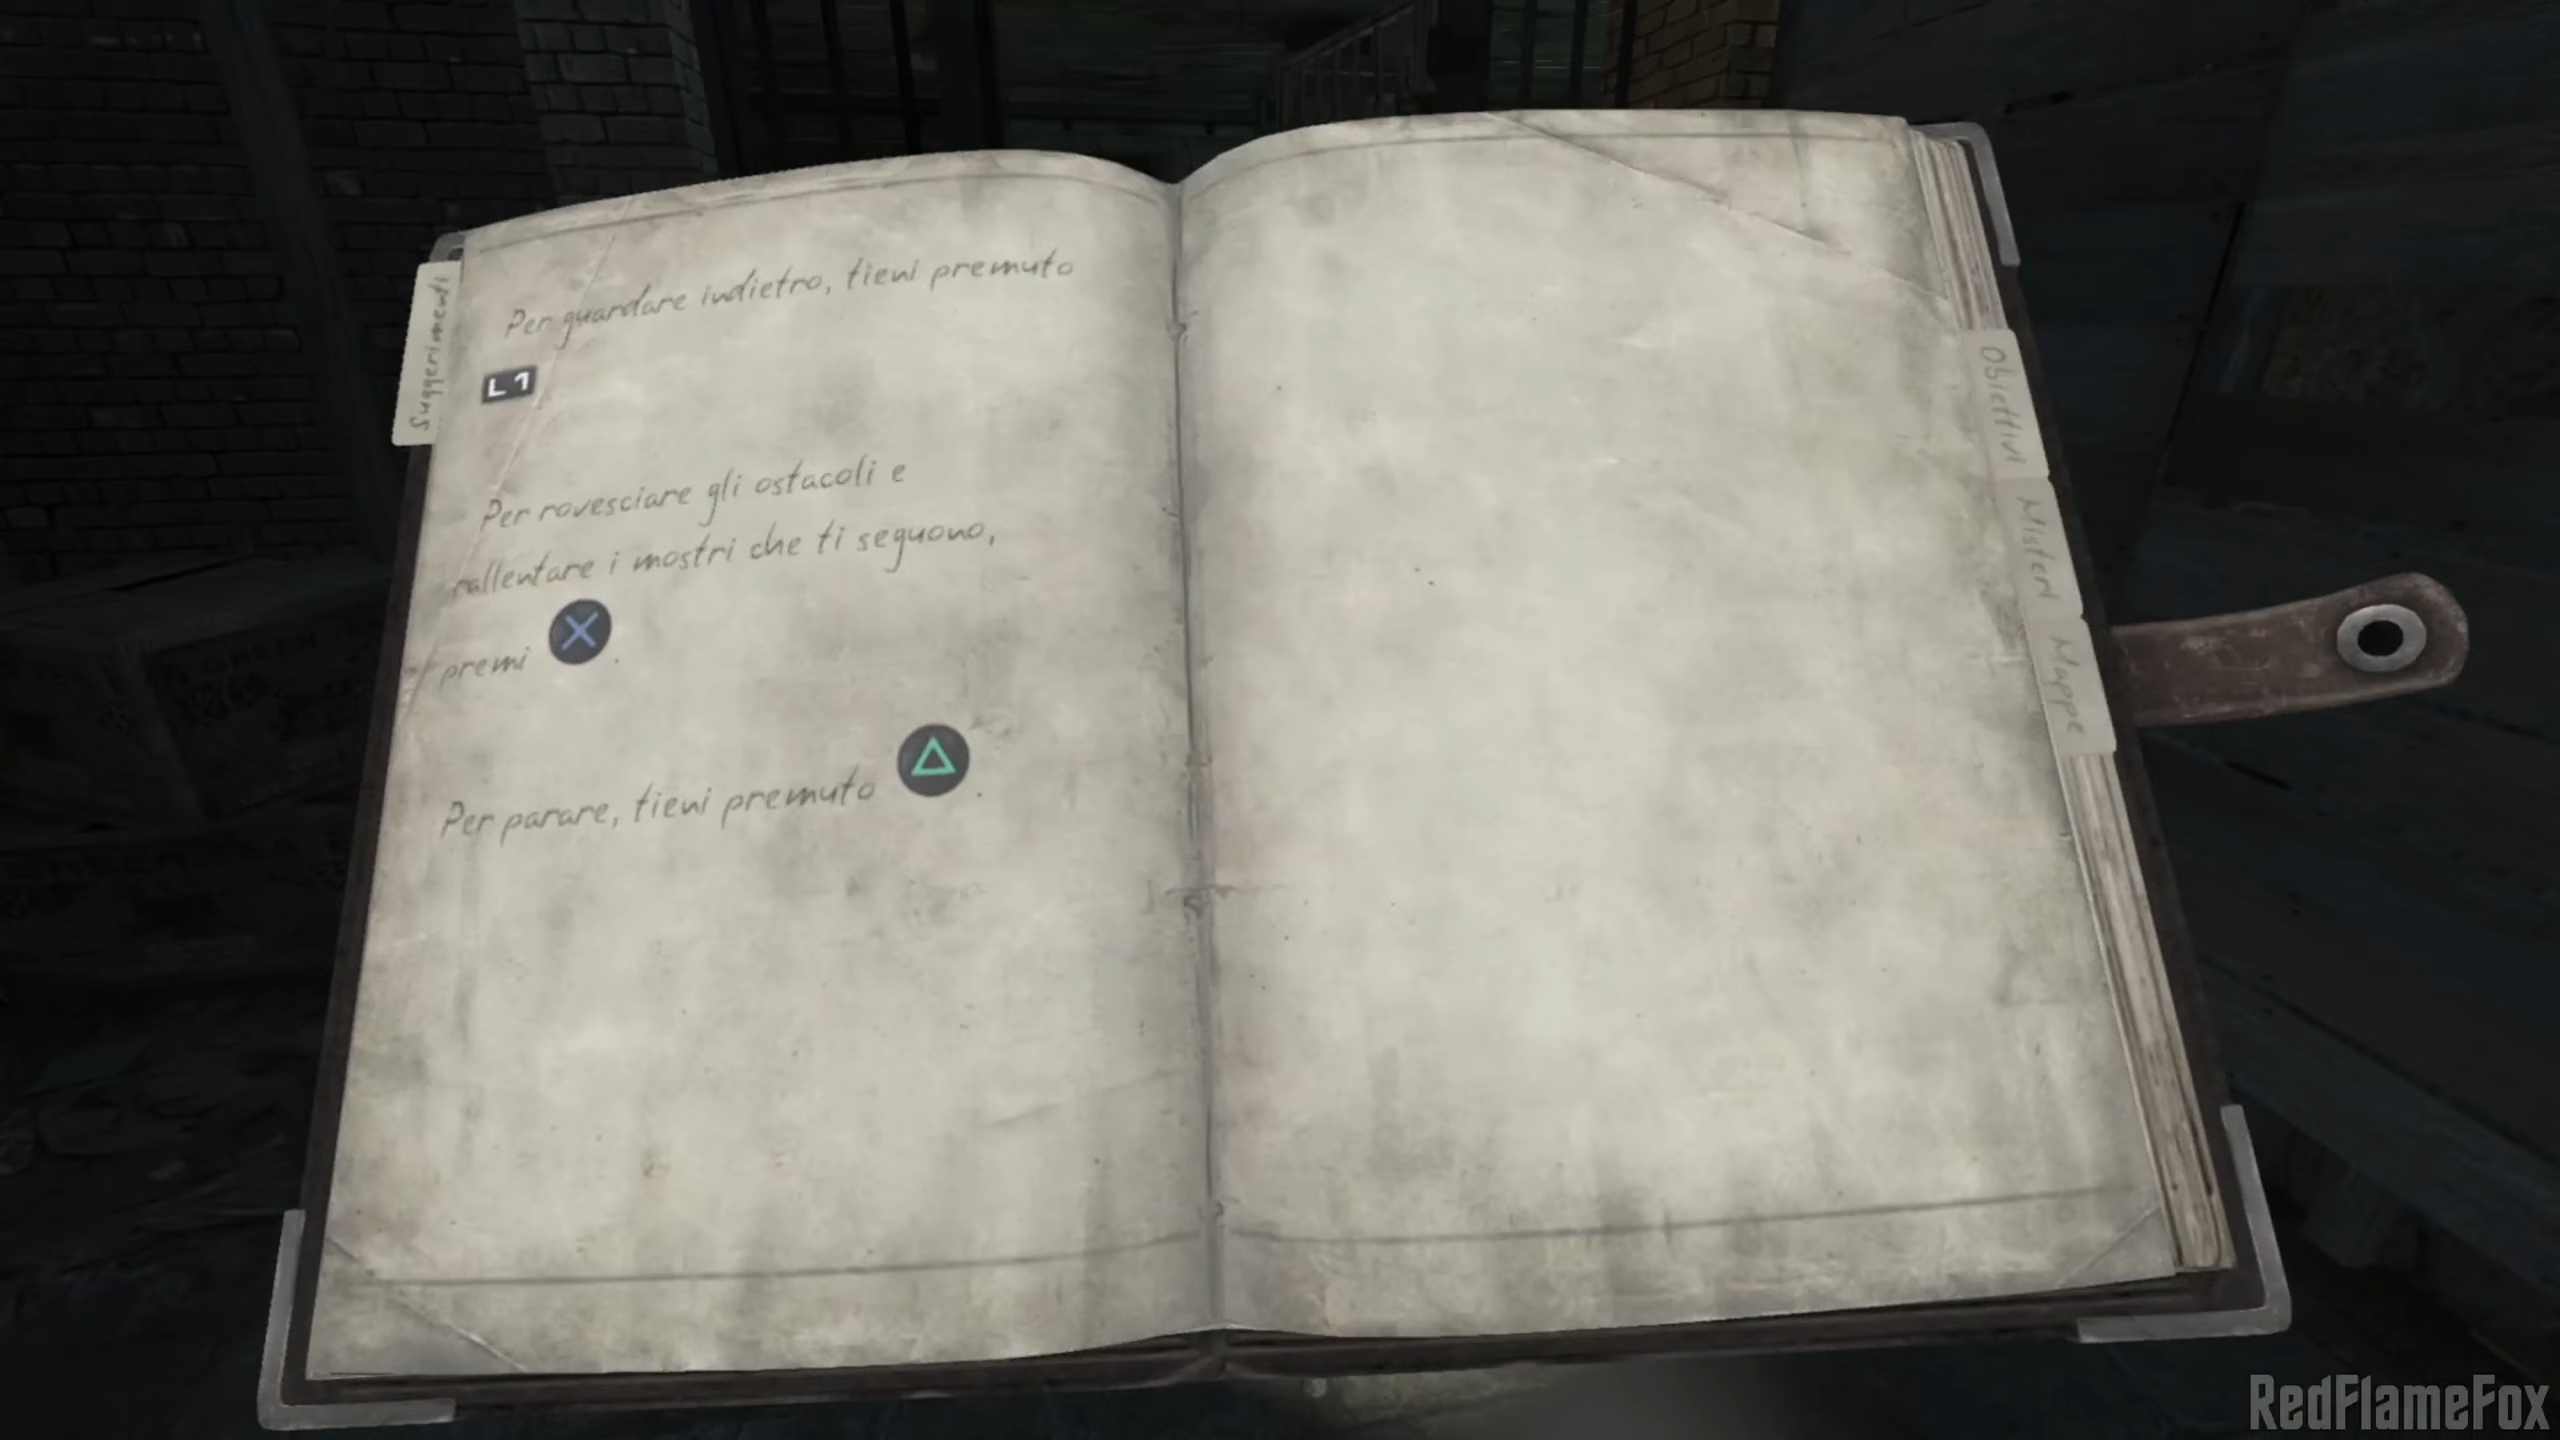 Suggerimenti
Per guardare indietro, tieni premuto
L1
Per rovesciare gli ostacoli e
rallentare i mostri che ti seguono,
premi X.
Per parare, tieni premuto △.
Obiettivi
Misteri
Mappe
RedFlameFox